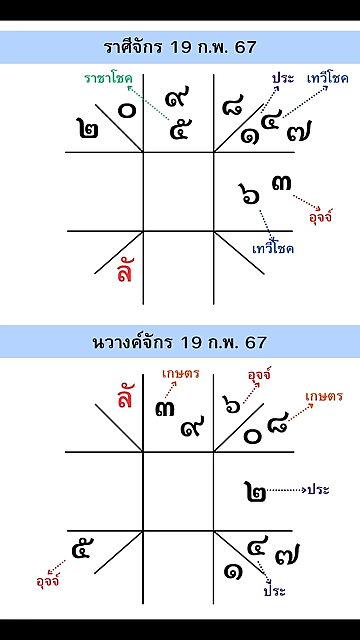 ราศีจักร 19 ก.พ. 67
ราชาโชค ประ เทวีโชค
๐ ๙ ๘
๒ ๕ ๑ ๔ ๗
๖ ๓
อุจจ์
เทวีโชค
ลั
นวางค์จักร 19 ก.พ. 67
เกษตร อุจจ์
ลั ๓ ๙ ๖ เกษตร
๐ ๘
๒ ประ
๕ ๔ ๗
อุจจ์ ๑ ประ